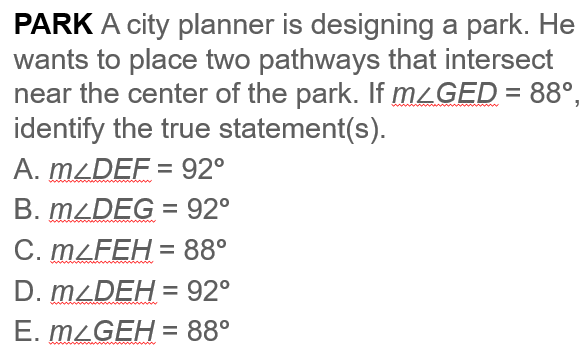 PARK A city planner is designing a park. He
wants to place two pathways that intersect
near the center of the park. If m∠GED = 88°,
identify the true statement(s).
A. m∠DEF = 92°
B. m∠DEG = 92°
C. m∠FEH = 88°
D. m∠DEH = 92°
E. m∠GEH = 88°